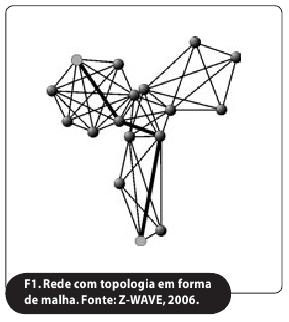 F1. Rede com topologia em forma
de malha. Fonte: Z-WAVE, 2006.